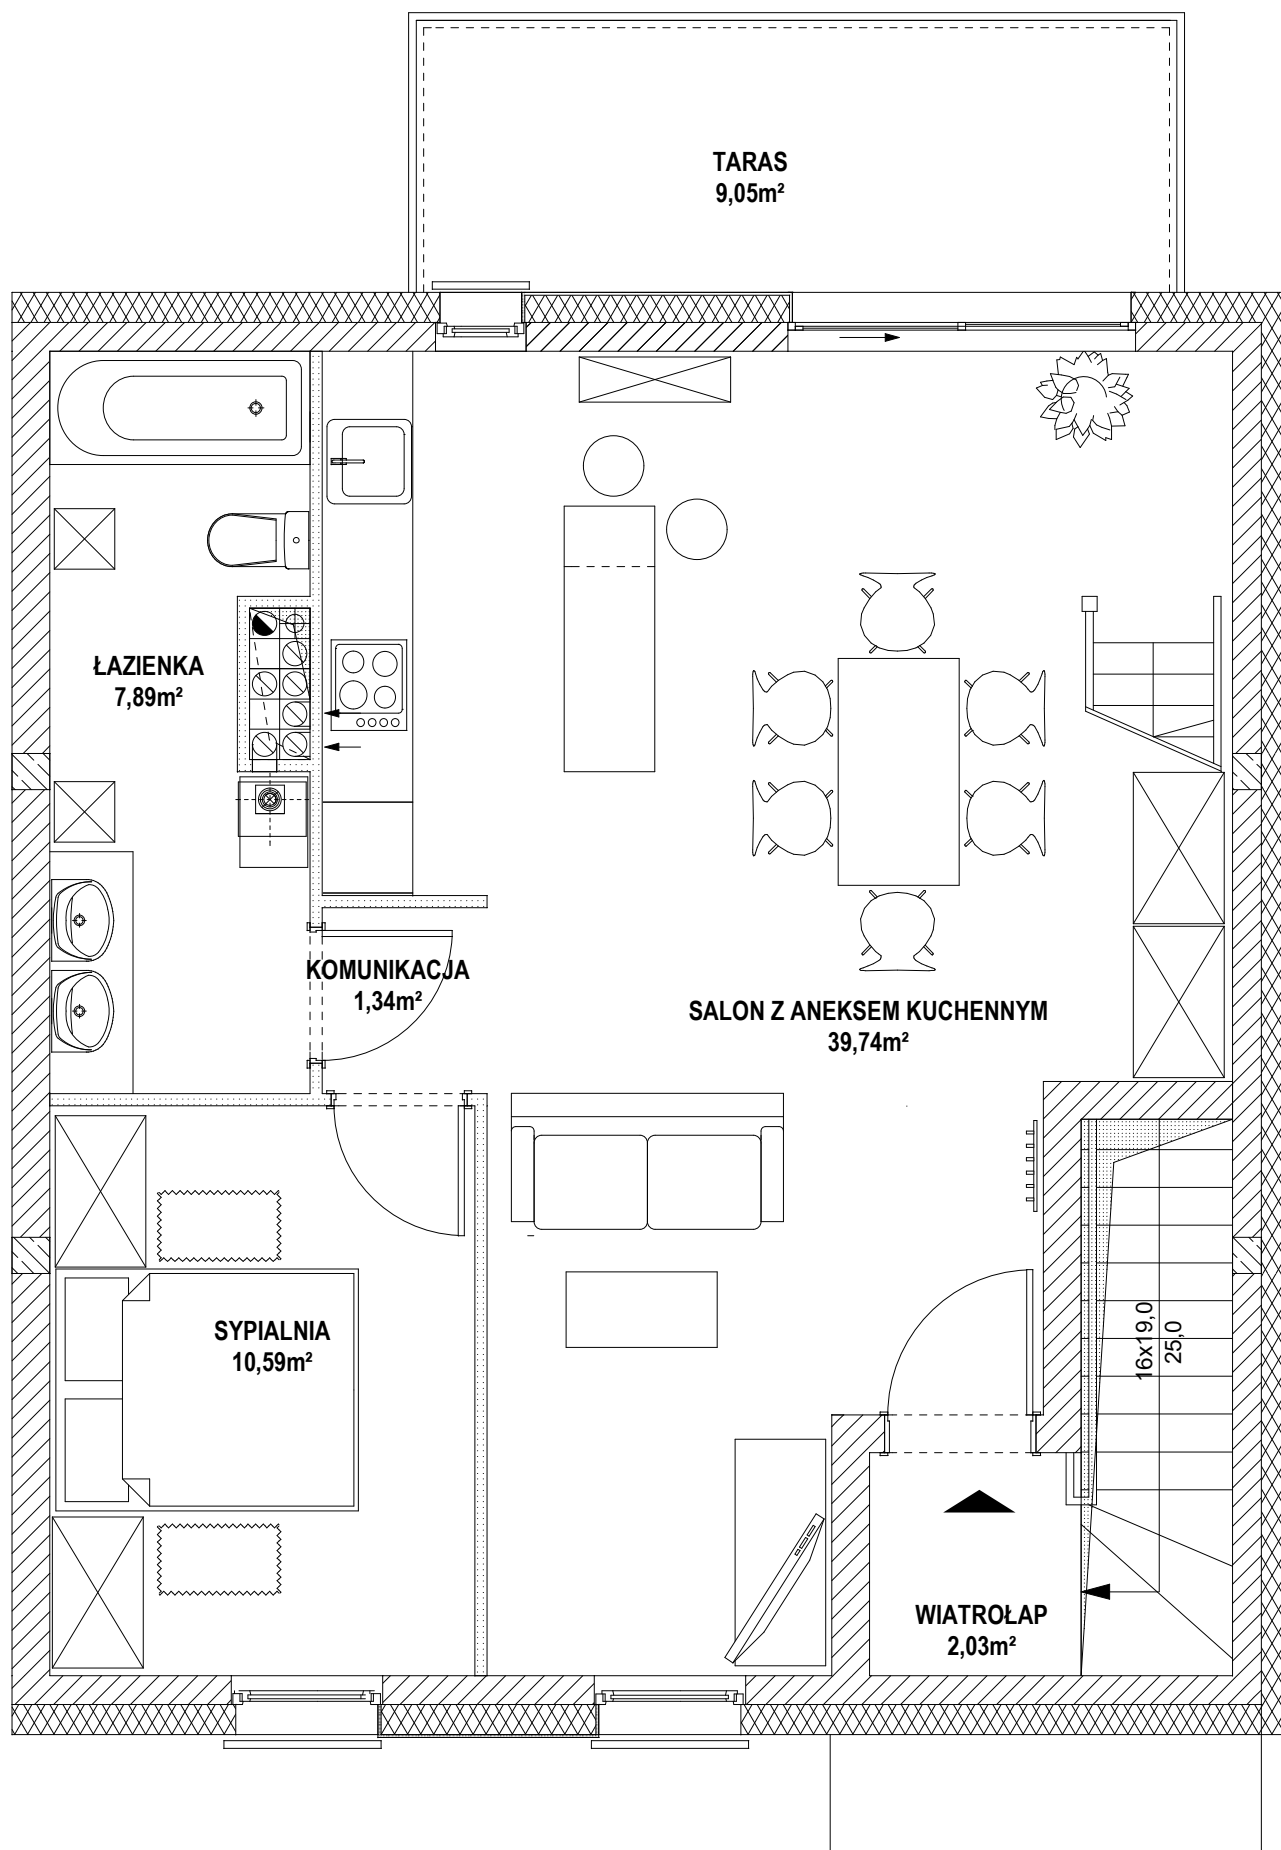 TARAS
9,05m²
ŁAZIENKA
7,89m²
KOMUNIKACJA
1,34m²
SALON Z ANEKSEM KUCHENNYM
39,74m²
SYPIALNIA
10,59m²
16x19,0
25,0
WIATROŁAP
2,03m²